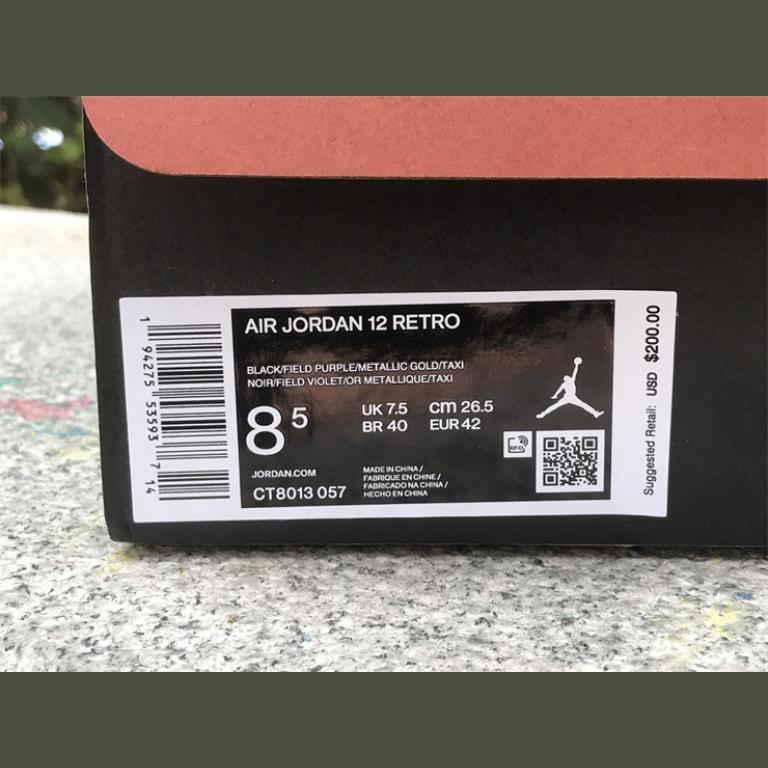 AIR JORDAN 12 RETRO
BLACK/FIELD PURPLE/METALLIC GOLD/TAXI
NOIR/FIELD VIOLET/OR METALLIQUE/TAXI
8 5
UK 7.5 cm 26.5
BR 40 EUR 42
JORDAN.COM
CT8013 057
MADE IN CHINA /
FABRIQUE EN CHINE /
FABRICADO NA CHINA /
HECHO EN CHINA
RFID
1 94275 53593 7 14
Suggested Retail: USD $200.00